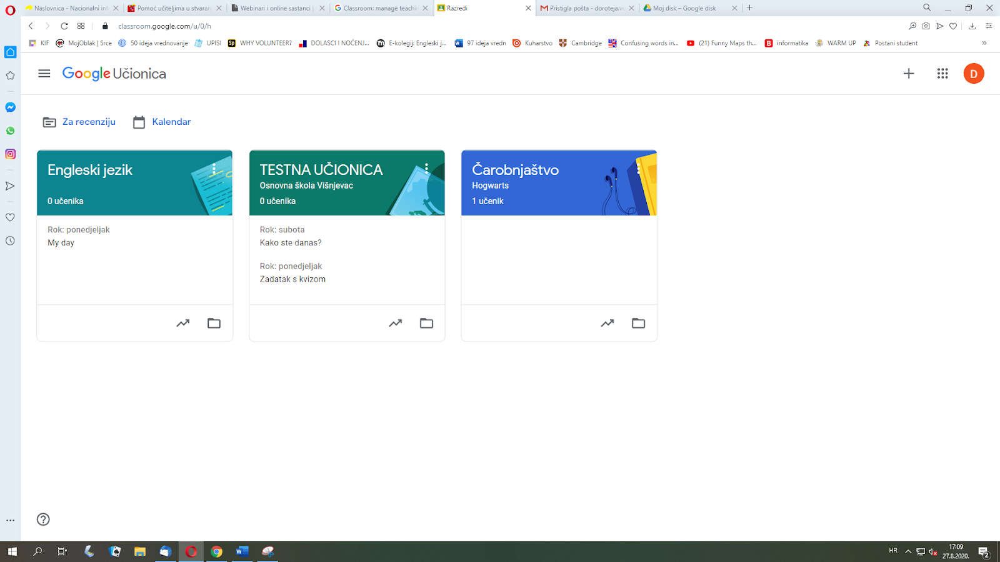 Naslovnica - Nacionalni inf
Pomoć učiteljima u stvaranj
Webinari i online sastanci |
Classroom: manage teachin
Razredi
Pristigla pošta - doroteja.vo
Moj disk – Google disk
classroom.google.com/u/0/h
KIF
MojOblak | Srce
50 ideja vrednovanje
UPISI
Sp WHY VOLUNTEER?
DOLASCI I NOĆENJ...
E-kolegij: Engleski j...
97 ideja vredn
Kuharstvo
Cambridge
Confusing words in...
(21) Funny Maps th...
B informatika
WARM UP
Postani student
»
Google Učionica
D
Za recenziju
Kalendar
Engleski jezik
0 učenika
Rok: ponedjeljak
My day
TESTNA UČIONICA
Osnovna škola Višnjevac
0 učenika
Rok: subota
Kako ste danas?
Rok: ponedjeljak
Zadatak s kvizom
Čarobnjaštvo
Hogwarts
1 učenik
HR
17:09
27.8.2020.
2